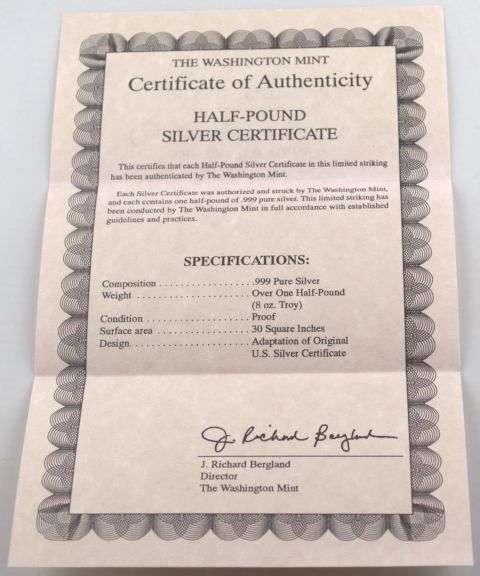 THE WASHINGTON MINT
Certificate of Authenticity
HALF-POUND
SILVER CERTIFICATE
This certifies that each Half-Pound Silver Certificate in this limited striking
has been authenticated by The Washington Mint.
Each Silver Certificate was authorized and struck by The Washington Mint,
and each contains one half-pound of .999 pure silver. This limited striking has
been conducted by The Washington Mint in full accordance with established
guidelines and practices.
SPECIFICATIONS:
Composition . . . . . . . . . . . . . . . . .999 Pure Silver
Weight . . . . . . . . . . . . . . . . . . . . Over One Half-Pound
(8 oz. Troy)
Condition . . . . . . . . . . . . . . . . . . Proof
Surface area . . . . . . . . . . . . . . . . 30 Square Inches
Design. . . . . . . . . . . . . . . . . . . . . Adaptation of Original
U.S. Silver Certificate
J. Richard Bergland
J. Richard Bergland
Director
The Washington Mint